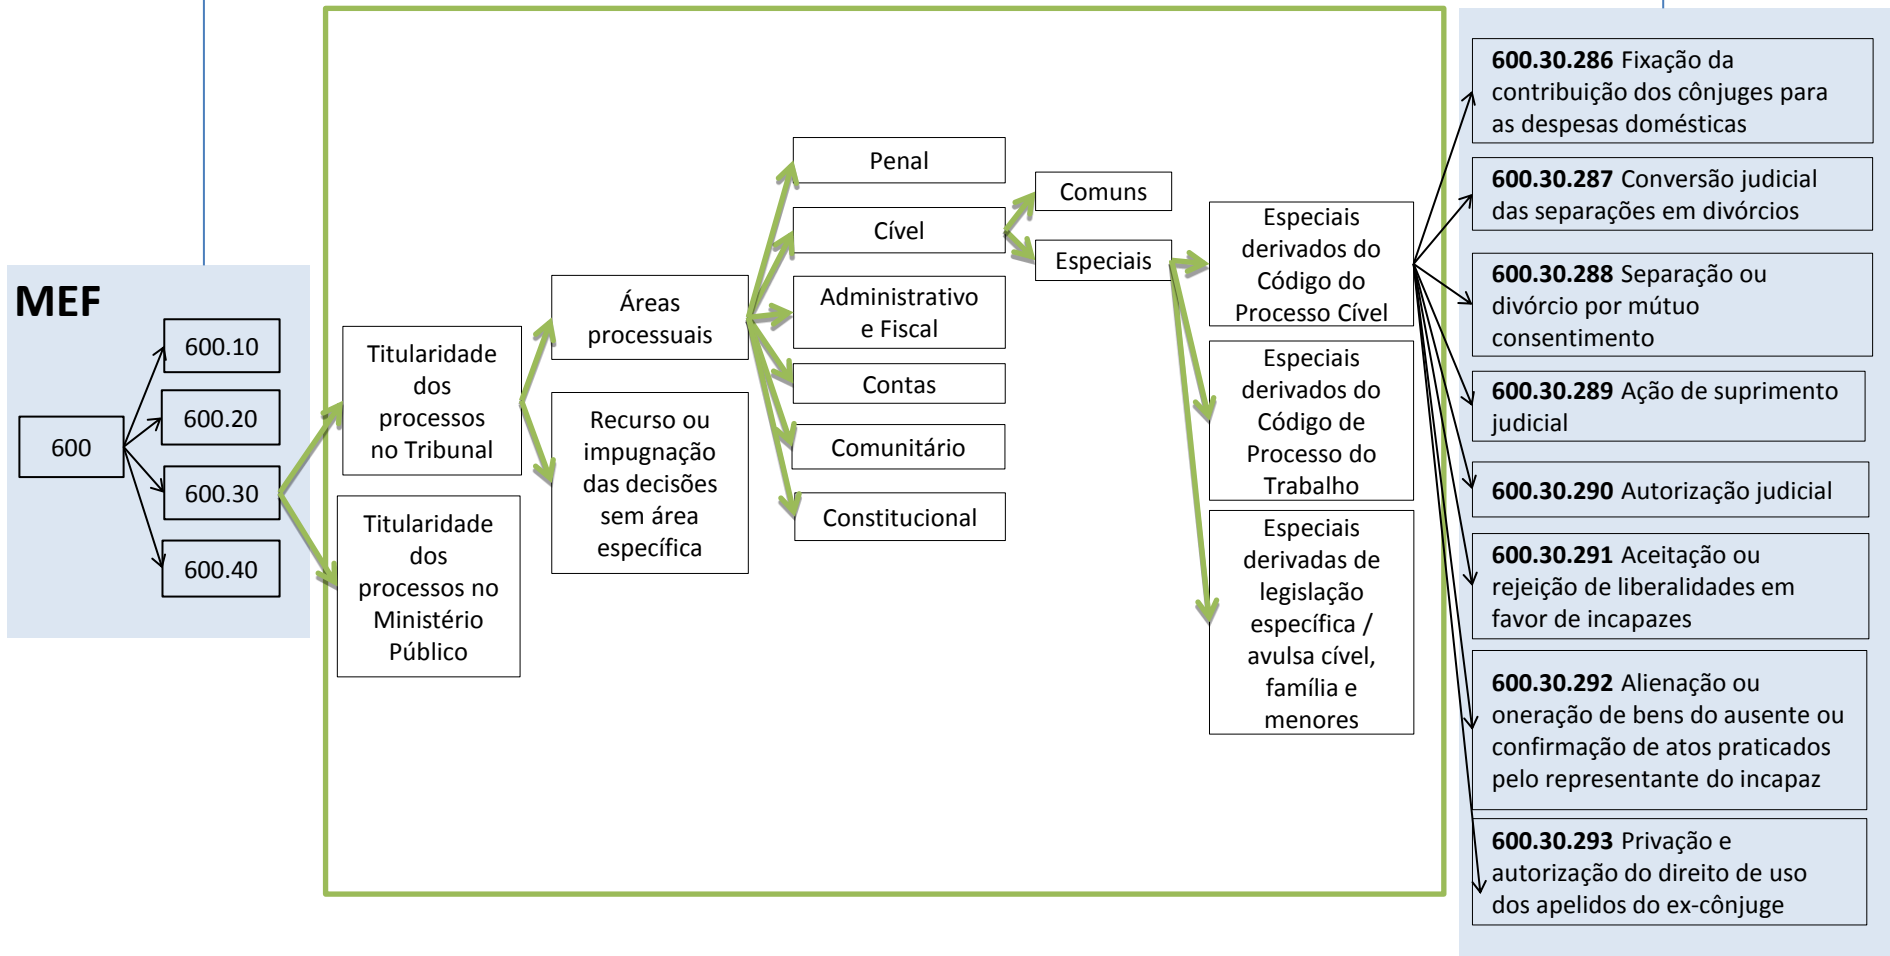 MEF
600
600.10
600.20
600.30
600.40
Titularidade
dos
processos
no Tribunal
Titularidade
dos
processos no
Ministério
Público
Áreas
processuais
Recurso ou
impugnação
das decisões
sem área
específica
Penal
Cível
Administrativo
e Fiscal
Contas
Comunitário
Constitucional
Comuns
Especiais
Especiais
derivados do
Código do
Processo Cível
Especiais
derivados do
Código de
Processo do
Trabalho
Especiais
derivadas de
legislação
específica /
avulsa cível,
família e
menores
600.30.286 Fixação da
contribuição dos cônjuges para
as despesas domésticas
600.30.287 Conversão judicial
das separações em divórcios
600.30.288 Separação ou
divórcio por mútuo
consentimento
600.30.289 Ação de suprimento
judicial
600.30.290 Autorização judicial
600.30.291 Aceitação ou
rejeição de liberalidades em
favor de incapazes
600.30.292 Alienação ou
oneração de bens do ausente ou
confirmação de atos praticados
pelo representante do incapaz
600.30.293 Privação e
autorização do direito de uso
dos apelidos do ex-cônjuge